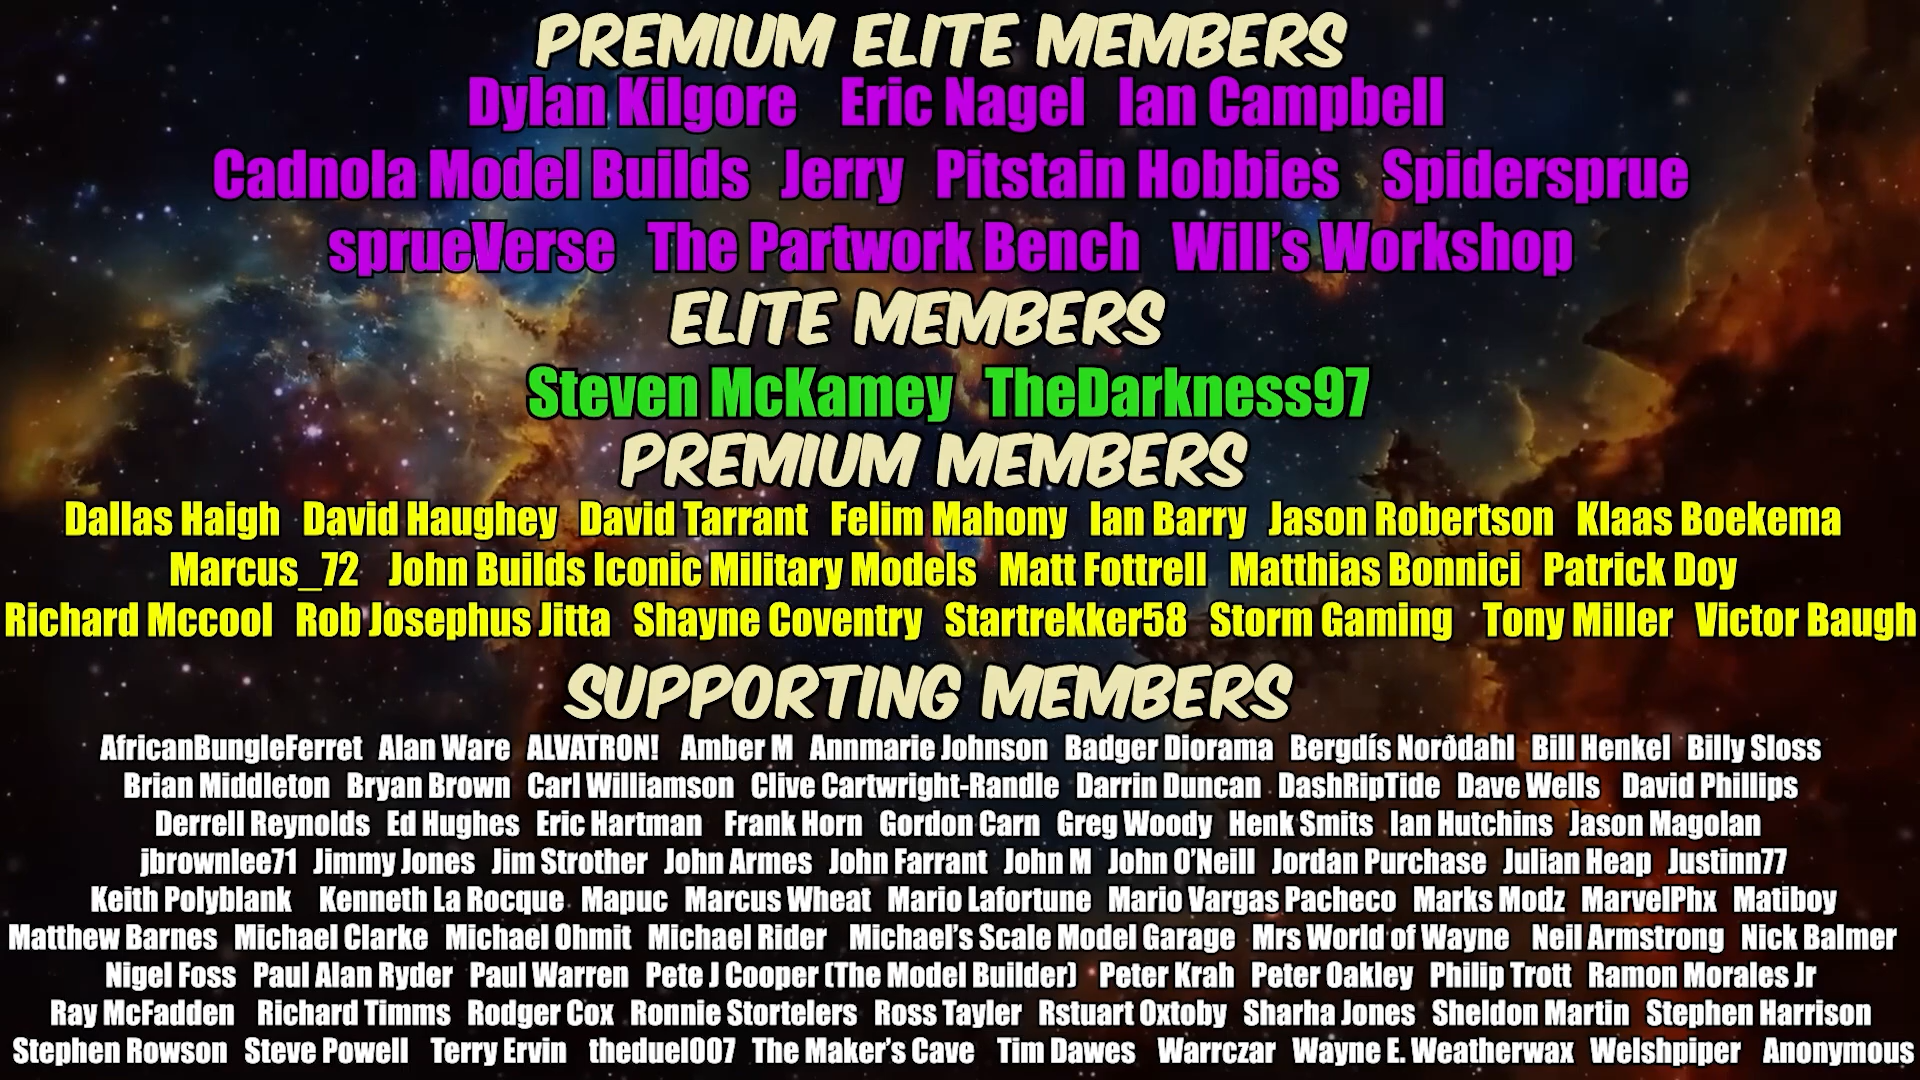 PREMIUM ELITE MEMBERS
Dylan Kilgore Eric Nagel Ian Campbell
Cadnola Model Builds Jerry Pitstain Hobbies Spidersprue
sprueVerse The Partwork Bench Will's Workshop
ELITE MEMBERS
Steven McKamey TheDarkness97
PREMIUM MEMBERS
Dallas Haigh David Haughey David Tarrant Felim Mahony Ian Barry Jason Robertson Klaas Boekema
Marcus_72 John Builds Iconic Military Models Matt Fottrell Matthias Bonnici Patrick Doy
Richard Mccool Rob Josephus Jitta Shayne Coventry Startrekker58 Storm Gaming Tony Miller Victor Baugh
SUPPORTING MEMBERS
AfricanBungleFerret Alan Ware ALVATRON! Amber M Annmarie Johnson Badger Diorama Bergdís Norðdahl Bill Henkel Billy Sloss
Brian Middleton Bryan Brown Carl Williamson Clive Cartwright-Randle Darrin Duncan DashRipTide Dave Wells David Phillips
Derrell Reynolds Ed Hughes Eric Hartman Frank Horn Gordon Carn Greg Woody Henk Smits Ian Hutchins Jason Magolan
jbrownlee71 Jimmy Jones Jim Strother John Armes John Farrant John M John O'Neill Jordan Purchase Julian Heap Justinn77
Keith Polyblank Kenneth La Rocque Mapuc Marcus Wheat Mario Lafortune Mario Vargas Pacheco Marks Modz MarvelPhx Matiboy
Matthew Barnes Michael Clarke Michael Ohmit Michael Rider Michael's Scale Model Garage Mrs World of Wayne Neil Armstrong Nick Balmer
Nigel Foss Paul Alan Ryder Paul Warren Pete J Cooper (The Model Builder) Peter Krah Peter Oakley Philip Trott Ramon Morales Jr
Ray McFadden Richard Timms Rodger Cox Ronnie Stortelers Ross Tayler Rstuart Oxtoby Sharha Jones Sheldon Martin Stephen Harrison
Stephen Rowson Steve Powell Terry Ervin theduel007 The Maker's Cave Tim Dawes Warrczar Wayne E. Weatherwax Welshpiper Anonymous